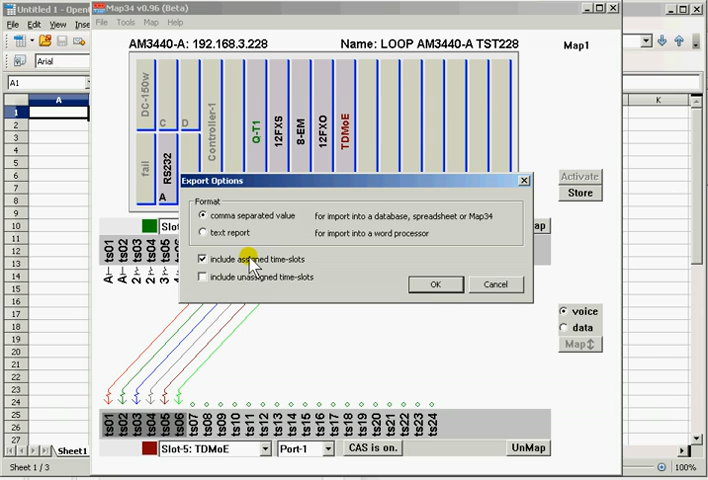 Untitled 1 - OpenO
File Edit View Inse
Arial
A1
A
K
1
2
3
4
5
6
7
8
9
10
11
12
13
14
15
16
17
18
19
20
21
22
23
24
25
26
27
Sheet1
Sheet 1 / 3
100%
Map34 v0.96 (Beta)
File Tools Map Help
AM3440-A: 192.168.3.228 Name: LOOP AM3440-A TST228 Map1
DC-150w
fail
C
D
RS232
A
Controller-1
Q-T1
12FXS
8-EM
12FXO
TDMoE
Activate
Store
Export Options
Format
comma separated value for import into a database, spreadsheet or Map34
text report for import into a word processor
include assigned time-slots
include unassigned time-slots
OK Cancel
Slot
ap
ts01 ts02 ts03 ts04 ts05 ts06
voice
data
Map
ts01 ts02 ts03 ts04 ts05 ts06 ts07 ts08 ts09 ts10 ts11 ts12 ts13 ts14 ts15 ts16 ts17 ts18 ts19 ts20 ts21 ts22 ts23 ts24
Slot-5: TDMoE Port-1 CAS is on. UnMap